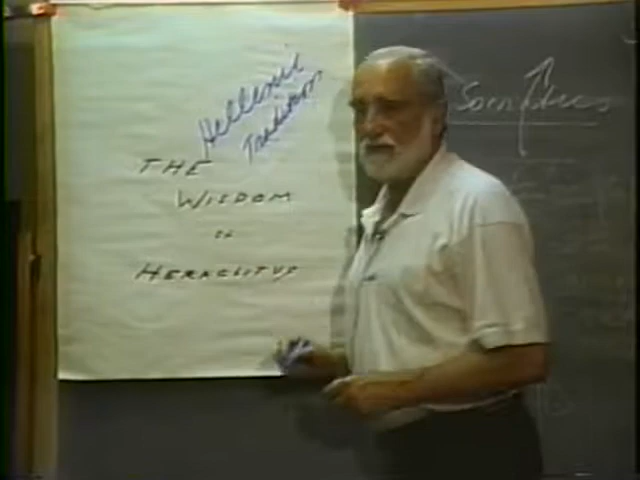 Hellenic
Tradition
THE
WISDOM
of
HERACLITUS
Socrates